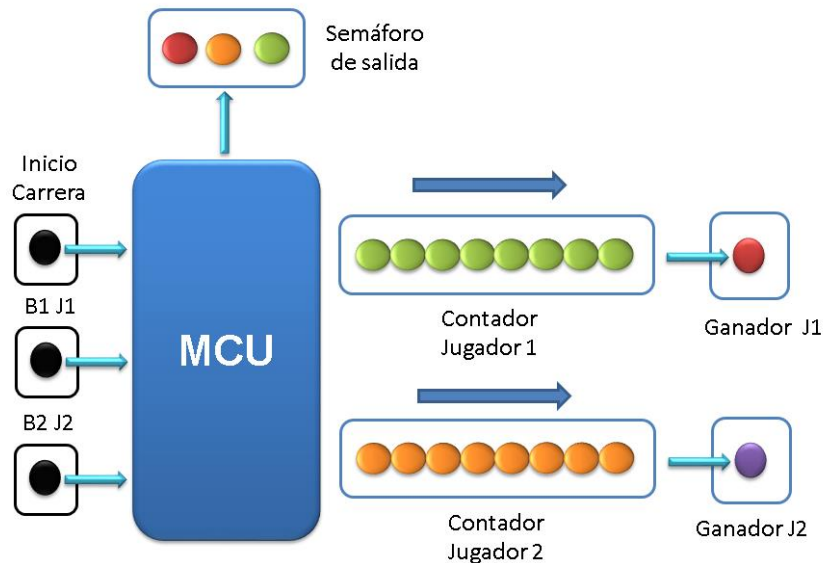 Semáforo
de salida
Inicio
Carrera
B1 J1
B2 J2
MCU
Contador
Jugador 1
Ganador J1
Contador
Jugador 2
Ganador J2